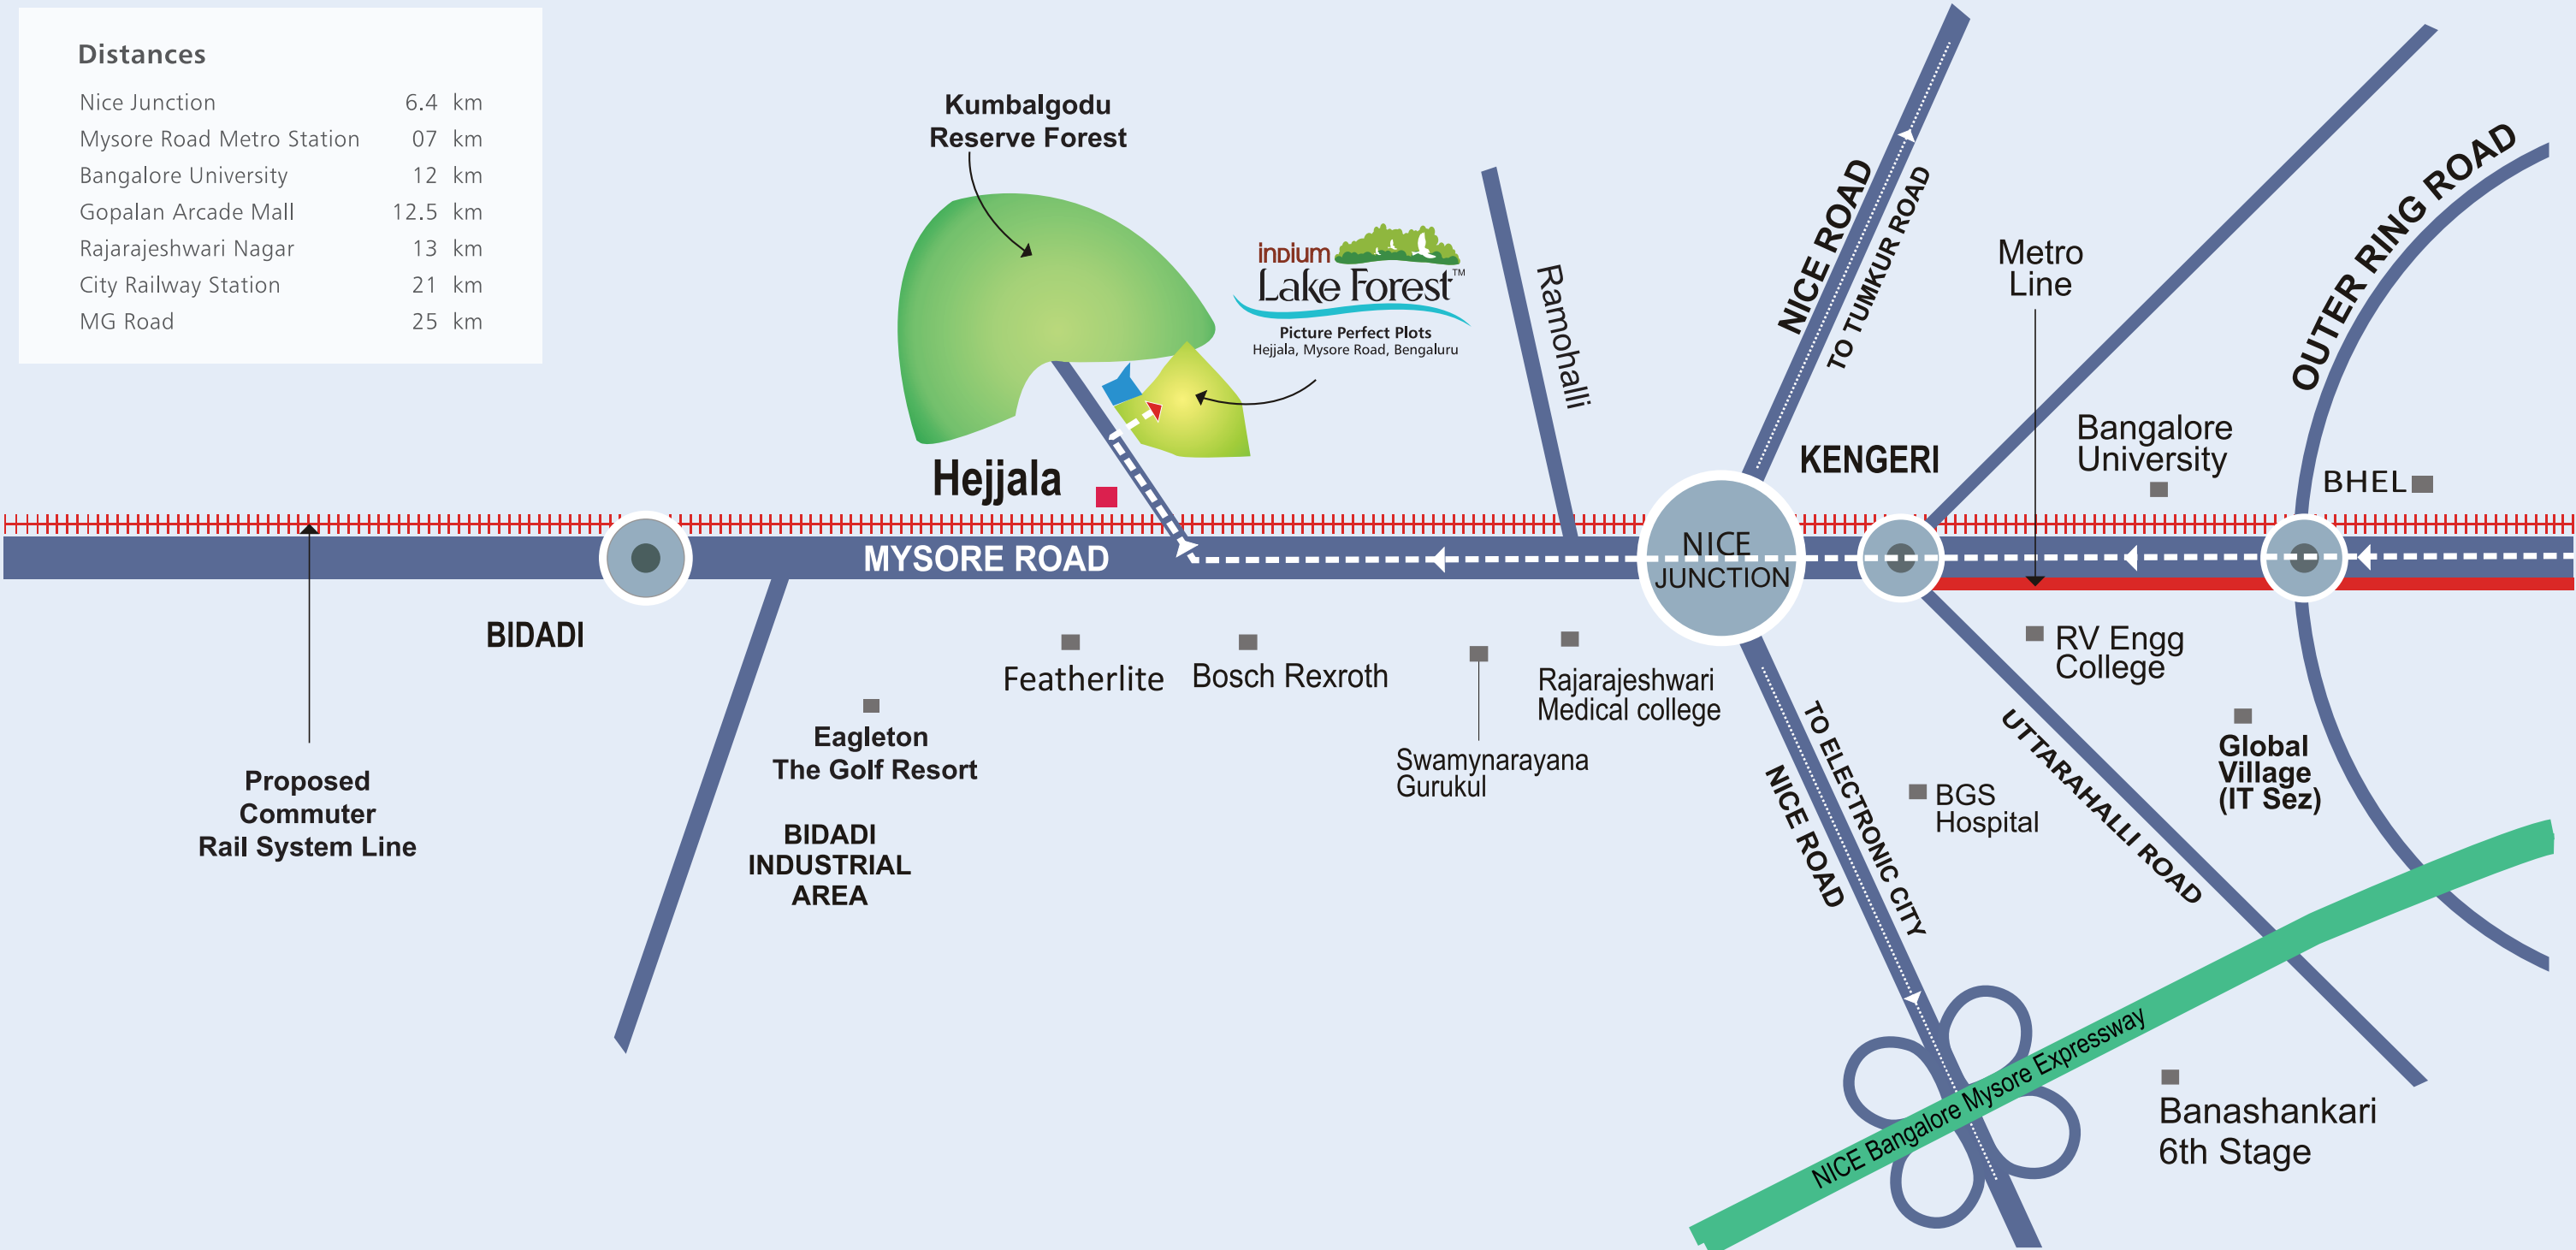 Distances
Nice Junction 6.4 km
Mysore Road Metro Station 07 km
Bangalore University 12 km
Gopalan Arcade Mall 12.5 km
Rajarajeshwari Nagar 13 km
City Railway Station 21 km
MG Road 25 km
Kumbalgodu
Reserve Forest
inDium
Lake Forest™
Picture Perfect Plots
Hejjala, Mysore Road, Bengaluru
Ramohalli
NICE ROAD
TO TUMKUR ROAD
Metro
Line
OUTER RING ROAD
KENGERI
Bangalore
University
BHEL
Hejjala
MYSORE ROAD
NICE
JUNCTION
BIDADI
Featherlite
Bosch Rexroth
Rajarajeshwari
Medical college
RV Engg
College
Eagleton
The Golf Resort
Swamynarayana
Gurukul
TO ELECTRONIC CITY
NICE ROAD
UTTARAHALLI ROAD
Global
Village
(IT Sez)
BGS
Hospital
Proposed
Commuter
Rail System Line
BIDADI
INDUSTRIAL
AREA
NICE Bangalore Mysore Expressway
Banashankari
6th Stage